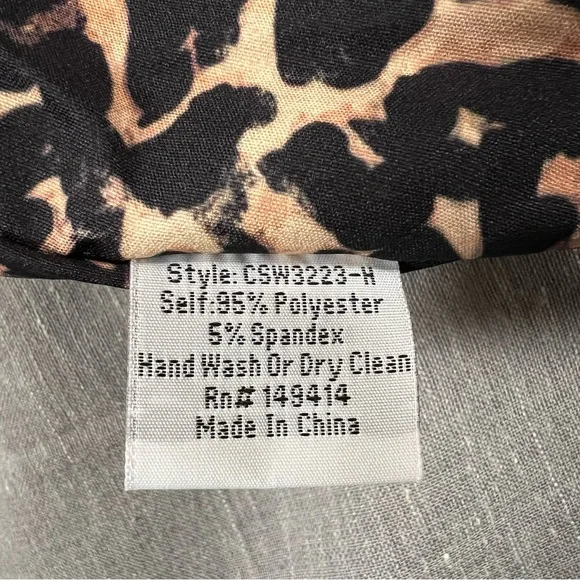 Style: CSW3223-H
Self:95% Polyester
5% Spandex
Hand Wash Or Dry Clean
Rn# 149414
Made In China